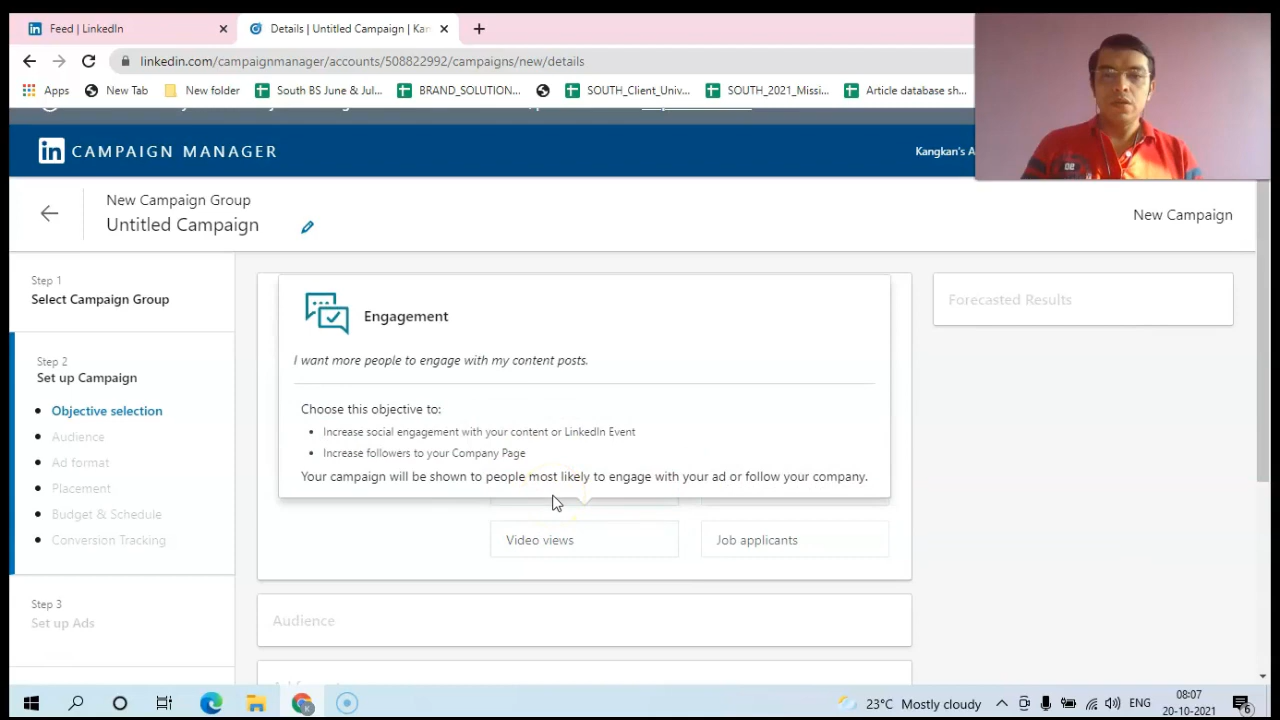 Feed | LinkedIn
Details | Untitled Campaign | Kan
linkedin.com/campaignmanager/accounts/508822992/campaigns/new/details
Apps
New Tab
New folder
South BS June & Jul...
BRAND_SOLUTION...
SOUTH_Client_Univ...
SOUTH_2021_Missi...
Article database sh...
in CAMPAIGN MANAGER
Kangkan's A
New Campaign Group
Untitled Campaign
New Campaign
Step 1
Select Campaign Group
Step 2
Set up Campaign
Objective selection
Audience
Ad format
Placement
Budget & Schedule
Conversion Tracking
Step 3
Set up Ads
Engagement
I want more people to engage with my content posts.
Choose this objective to:
Increase social engagement with your content or LinkedIn Event
Increase followers to your Company Page
Your campaign will be shown to people most likely to engage with your ad or follow your company.
Video views
Job applicants
Audience
Forecasted Results
23°C Mostly cloudy
ENG
08:07
20-10-2021
6